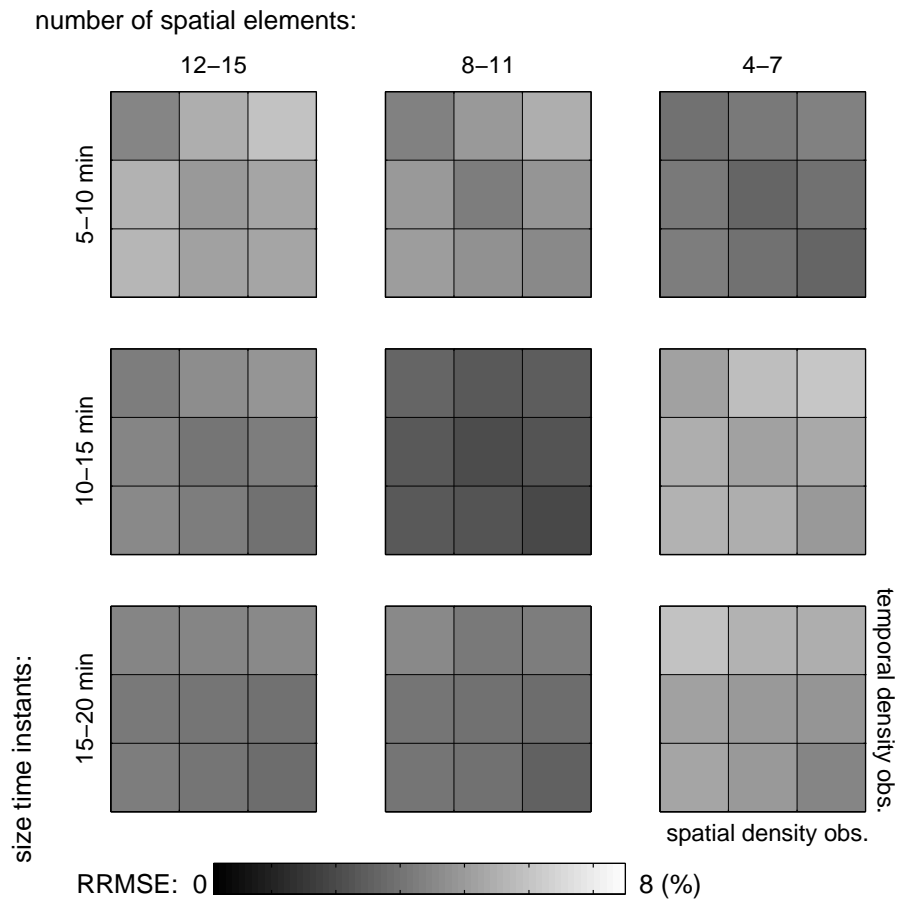 number of spatial elements:
12–15 8–11 4–7
5–10 min
10–15 min
15–20 min
size time instants:
temporal density obs.
spatial density obs.
RRMSE: 0 8 (%)